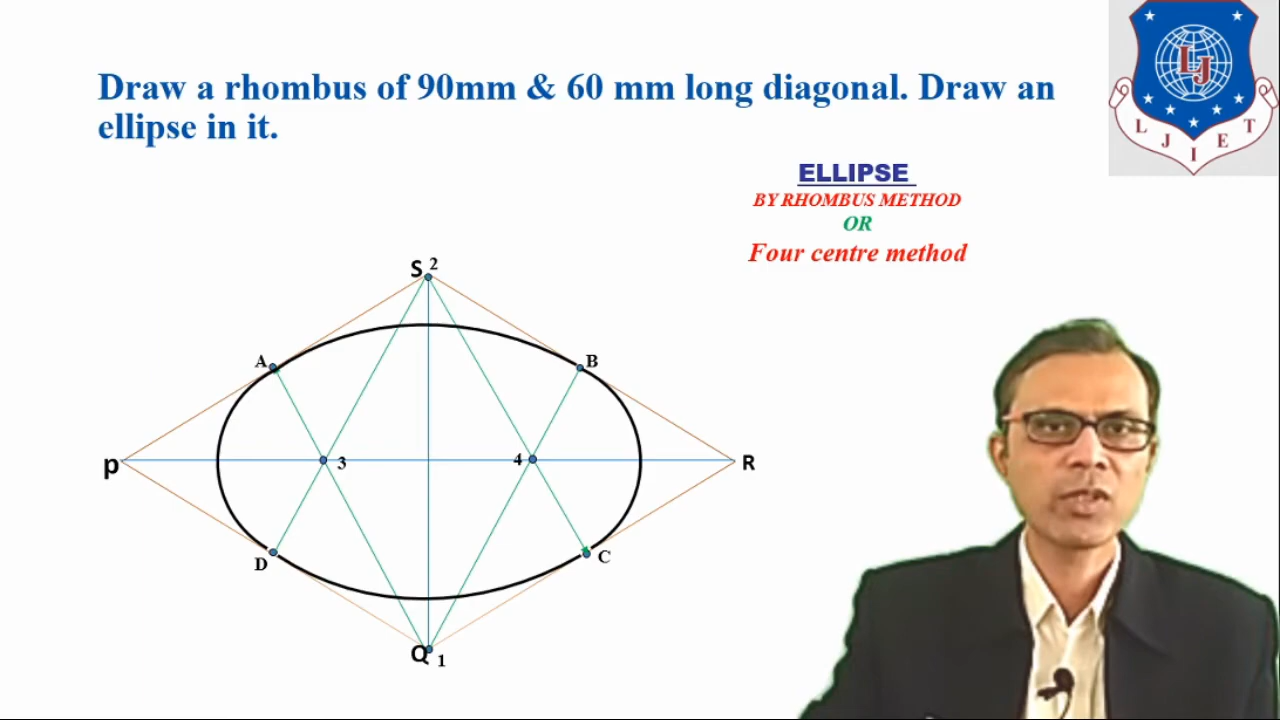 Draw a rhombus of 90mm & 60 mm long diagonal. Draw an
ellipse in it.
ELLIPSE
BY RHOMBUS METHOD
OR
Four centre method
LJ
L J I E T
S 2
A
B
p
3
4
R
D
C
Q 1